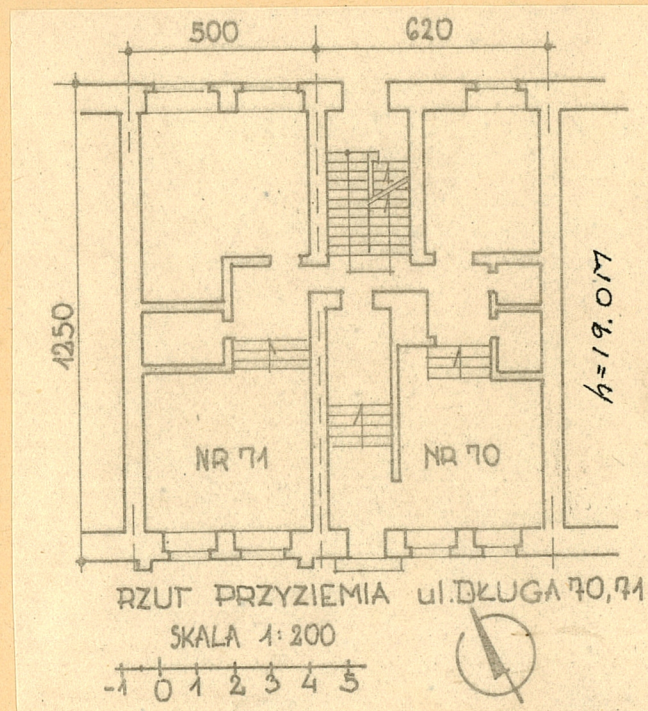 500 620
1250
h=19.0M
NR 71 NR 70
RZUT PRZYZIEMIA ul.DŁUGA 70,71
SKALA 1:200
-1 0 1 2 3 4 5